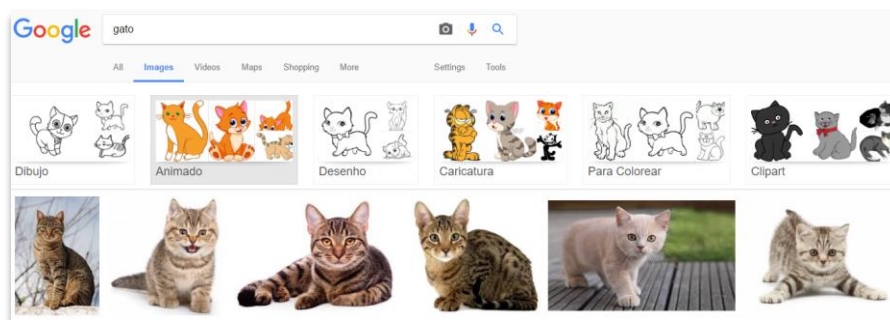 Google gato
All Images Videos Maps Shopping More Settings Tools
Dibujo Animado Desenho Caricatura Para Colorear Clipart